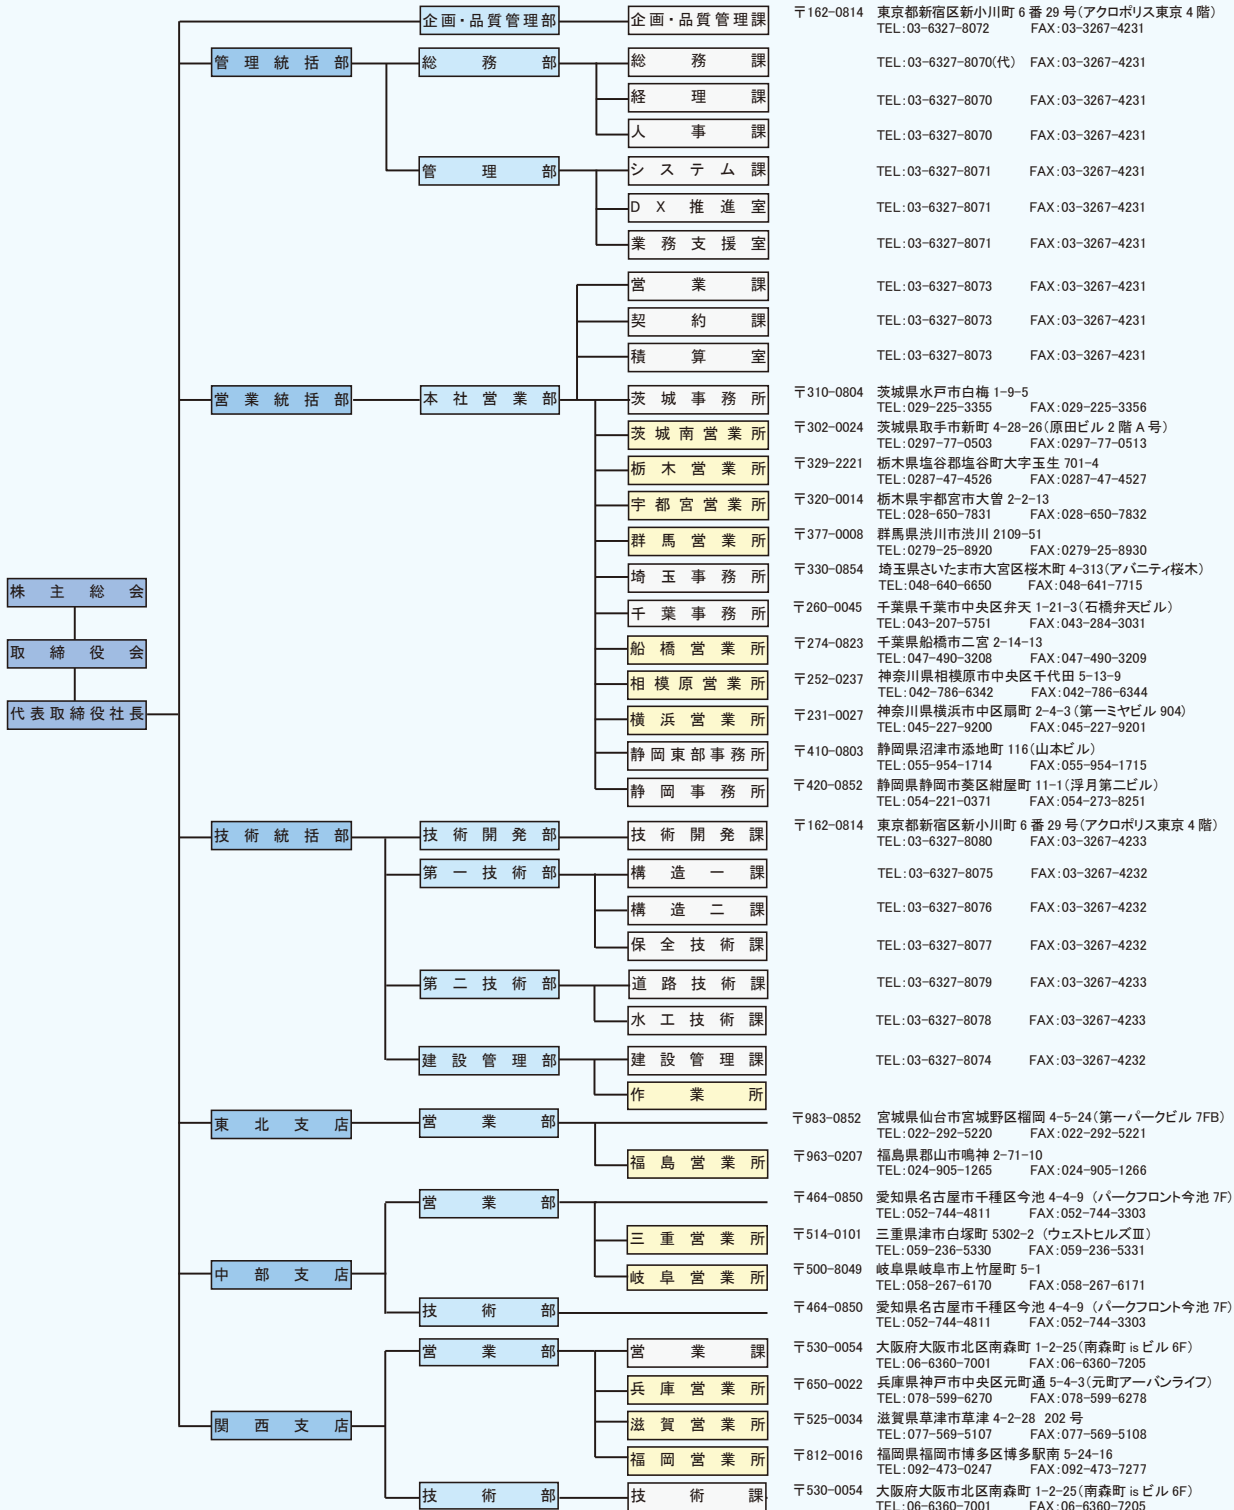 企画・品質管理部 企画・品質管理課 〒162-0814 東京都新宿区新小川町 6 番 29 号(アクロポリス東京 4 階)
TEL:03-6327-8072 FAX:03-3267-4231
管理統括部 総務部 総務課 TEL:03-6327-8070(代) FAX:03-3267-4231
経理課 TEL:03-6327-8070 FAX:03-3267-4231
人事課 TEL:03-6327-8070 FAX:03-3267-4231
管理部 システム課 TEL:03-6327-8071 FAX:03-3267-4231
DX推進室 TEL:03-6327-8071 FAX:03-3267-4231
業務支援室 TEL:03-6327-8071 FAX:03-3267-4231
営業課 TEL:03-6327-8073 FAX:03-3267-4231
契約課 TEL:03-6327-8073 FAX:03-3267-4231
積算室 TEL:03-6327-8073 FAX:03-3267-4231
営業統括部 本社営業部 茨城事務所 〒310-0804 茨城県水戸市白梅 1-9-5
TEL:029-225-3355 FAX:029-225-3356
茨城南営業所 〒302-0024 茨城県取手市新町 4-28-26(原田ビル 2 階 A 号)
TEL:0297-77-0503 FAX:0297-77-0513
栃木営業所 〒329-2221 栃木県塩谷郡塩谷町大字玉生 701-4
TEL:0287-47-4526 FAX:0287-47-4527
宇都宮営業所 〒320-0014 栃木県宇都宮市大曽 2-2-13
TEL:028-650-7831 FAX:028-650-7832
群馬営業所 〒377-0008 群馬県渋川市渋川 2109-51
TEL:0279-25-8920 FAX:0279-25-8930
埼玉事務所 〒330-0854 埼玉県さいたま市大宮区桜木町 4-313(アバニティ桜木)
TEL:048-640-6650 FAX:048-641-7715
株主総会
千葉事務所 〒260-0045 千葉県千葉市中央区弁天 1-21-3(石橋弁天ビル)
TEL:043-207-5751 FAX:043-284-3031
取締役会
船橋営業所 〒274-0823 千葉県船橋市二宮 2-14-13
TEL:047-490-3208 FAX:047-490-3209
相模原営業所 〒252-0237 神奈川県相模原市中央区千代田 5-13-9
TEL:042-786-6342 FAX:042-786-6344
代表取締役社長
横浜営業所 〒231-0027 神奈川県横浜市中区扇町 2-4-3(第一ミヤビル 904)
TEL:045-227-9200 FAX:045-227-9201
静岡東部事務所 〒410-0803 静岡県沼津市添地町 116(山本ビル)
TEL:055-954-1714 FAX:055-954-1715
静岡事務所 〒420-0852 静岡県静岡市葵区紺屋町 11-1(浮月第二ビル)
TEL:054-221-0371 FAX:054-273-8251
技術統括部 技術開発部 技術開発課 〒162-0814 東京都新宿区新小川町 6 番 29 号(アクロポリス東京 4 階)
TEL:03-6327-8080 FAX:03-3267-4233
第一技術部 構造一課 TEL:03-6327-8075 FAX:03-3267-4232
構造二課 TEL:03-6327-8076 FAX:03-3267-4232
保全技術課 TEL:03-6327-8077 FAX:03-3267-4232
第二技術部 道路技術課 TEL:03-6327-8079 FAX:03-3267-4233
水工技術課 TEL:03-6327-8078 FAX:03-3267-4233
建設管理部 建設管理課 TEL:03-6327-8074 FAX:03-3267-4232
作業所
東北支店 営業部 〒983-0852 宮城県仙台市宮城野区榴岡 4-5-24(第一パークビル 7FB)
TEL:022-292-5220 FAX:022-292-5221
福島営業所 〒963-0207 福島県郡山市鳴神 2-71-10
TEL:024-905-1265 FAX:024-905-1266
営業部 〒464-0850 愛知県名古屋市千種区今池 4-4-9 (パークフロント今池 7F)
TEL:052-744-4811 FAX:052-744-3303
三重営業所 〒514-0101 三重県津市白塚町 5302-2 (ウェストヒルズⅢ)
TEL:059-236-5330 FAX:059-236-5331
中部支店 岐阜営業所 〒500-8049 岐阜県岐阜市上竹屋町 5-1
TEL:058-267-6170 FAX:058-267-6171
技術部 〒464-0850 愛知県名古屋市千種区今池 4-4-9 (パークフロント今池 7F)
TEL:052-744-4811 FAX:052-744-3303
営業部 営業課 〒530-0054 大阪府大阪市北区南森町 1-2-25(南森町 is ビル 6F)
TEL:06-6360-7001 FAX:06-6360-7205
兵庫営業所 〒650-0022 兵庫県神戸市中央区元町通 5-4-3(元町アーバンライフ)
TEL:078-599-6270 FAX:078-599-6278
関西支店 滋賀営業所 〒525-0034 滋賀県草津市草津 4-2-28 202 号
TEL:077-569-5107 FAX:077-569-5108
福岡営業所 〒812-0016 福岡県福岡市博多区博多駅南 5-24-16
TEL:092-473-0247 FAX:092-473-7277
技術部 技術課 〒530-0054 大阪府大阪市北区南森町 1-2-25(南森町 is ビル 6F)
TEL:06-6360-7001 FAX:06-6360-7205